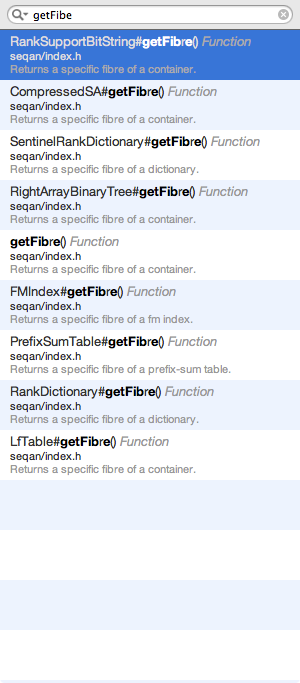 getFibe
RankSupportBitString#getFibre() Function
seqan/index.h
Returns a specific fibre of a container.
CompressedSA#getFibre() Function
seqan/index.h
Returns a specific fibre of a container.
SentinelRankDictionary#getFibre() Function
seqan/index.h
Returns a specific fibre of a dictionary.
RightArrayBinaryTree#getFibre() Function
seqan/index.h
Returns a specific fibre of a container.
getFibre() Function
seqan/index.h
Returns a specific fibre of a container.
FMIndex#getFibre() Function
seqan/index.h
Returns a specific fibre of a fm index.
PrefixSumTable#getFibre() Function
seqan/index.h
Returns a specific fibre of a prefix-sum table.
RankDictionary#getFibre() Function
seqan/index.h
Returns a specific fibre of a dictionary.
LfTable#getFibre() Function
seqan/index.h
Returns a specific fibre of a container.